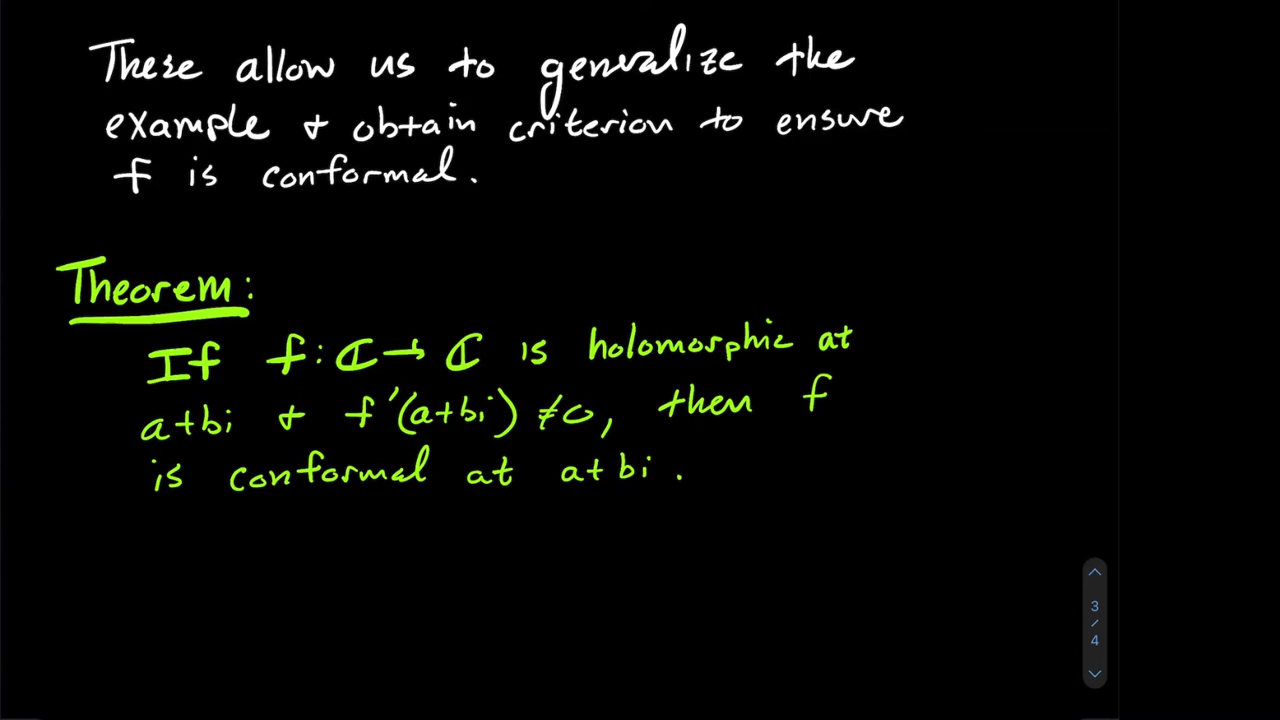 These allow us to generalize the
example & obtain criterion to ensure
f is conformal.
Theorem:
If f: ℂ → ℂ is holomorphic at
a+bi & f'(a+bi) ≠ 0, then f
is conformal at a+bi.
3
/
4